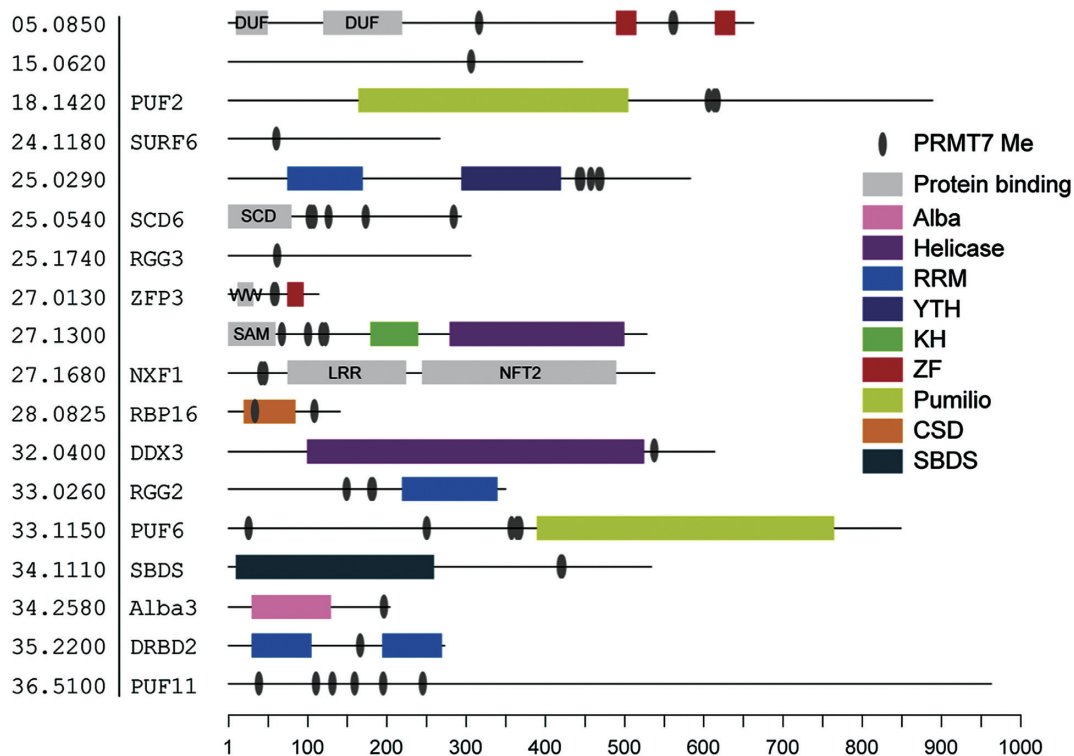 05.0850 DUF DUF
15.0620
18.1420 PUF2
24.1180 SURF6
25.0290
25.0540 SCD6 SCD
25.1740 RGG3
27.0130 ZFP3 WW
27.1300 SAM
27.1680 NXF1 LRR NFT2
28.0825 RBP16
32.0400 DDX3
33.0260 RGG2
33.1150 PUF6
34.1110 SBDS
34.2580 Alba3
35.2200 DRBD2
36.5100 PUF11
PRMT7 Me
Protein binding
Alba
Helicase
RRM
YTH
KH
ZF
Pumilio
CSD
SBDS
1 100 200 300 400 500 600 700 800 900 1000